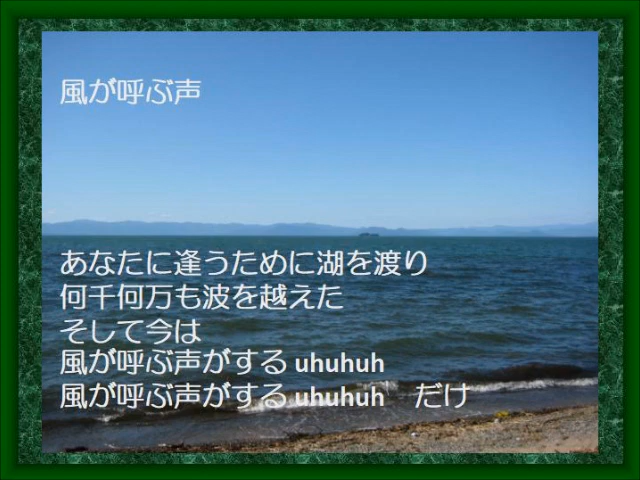 風が呼ぶ声
あなたに逢うために湖を渡り
何千何万も波を越えた
そして今は
風が呼ぶ声がする uhuhuh
風が呼ぶ声がする uhuhuh　だけ